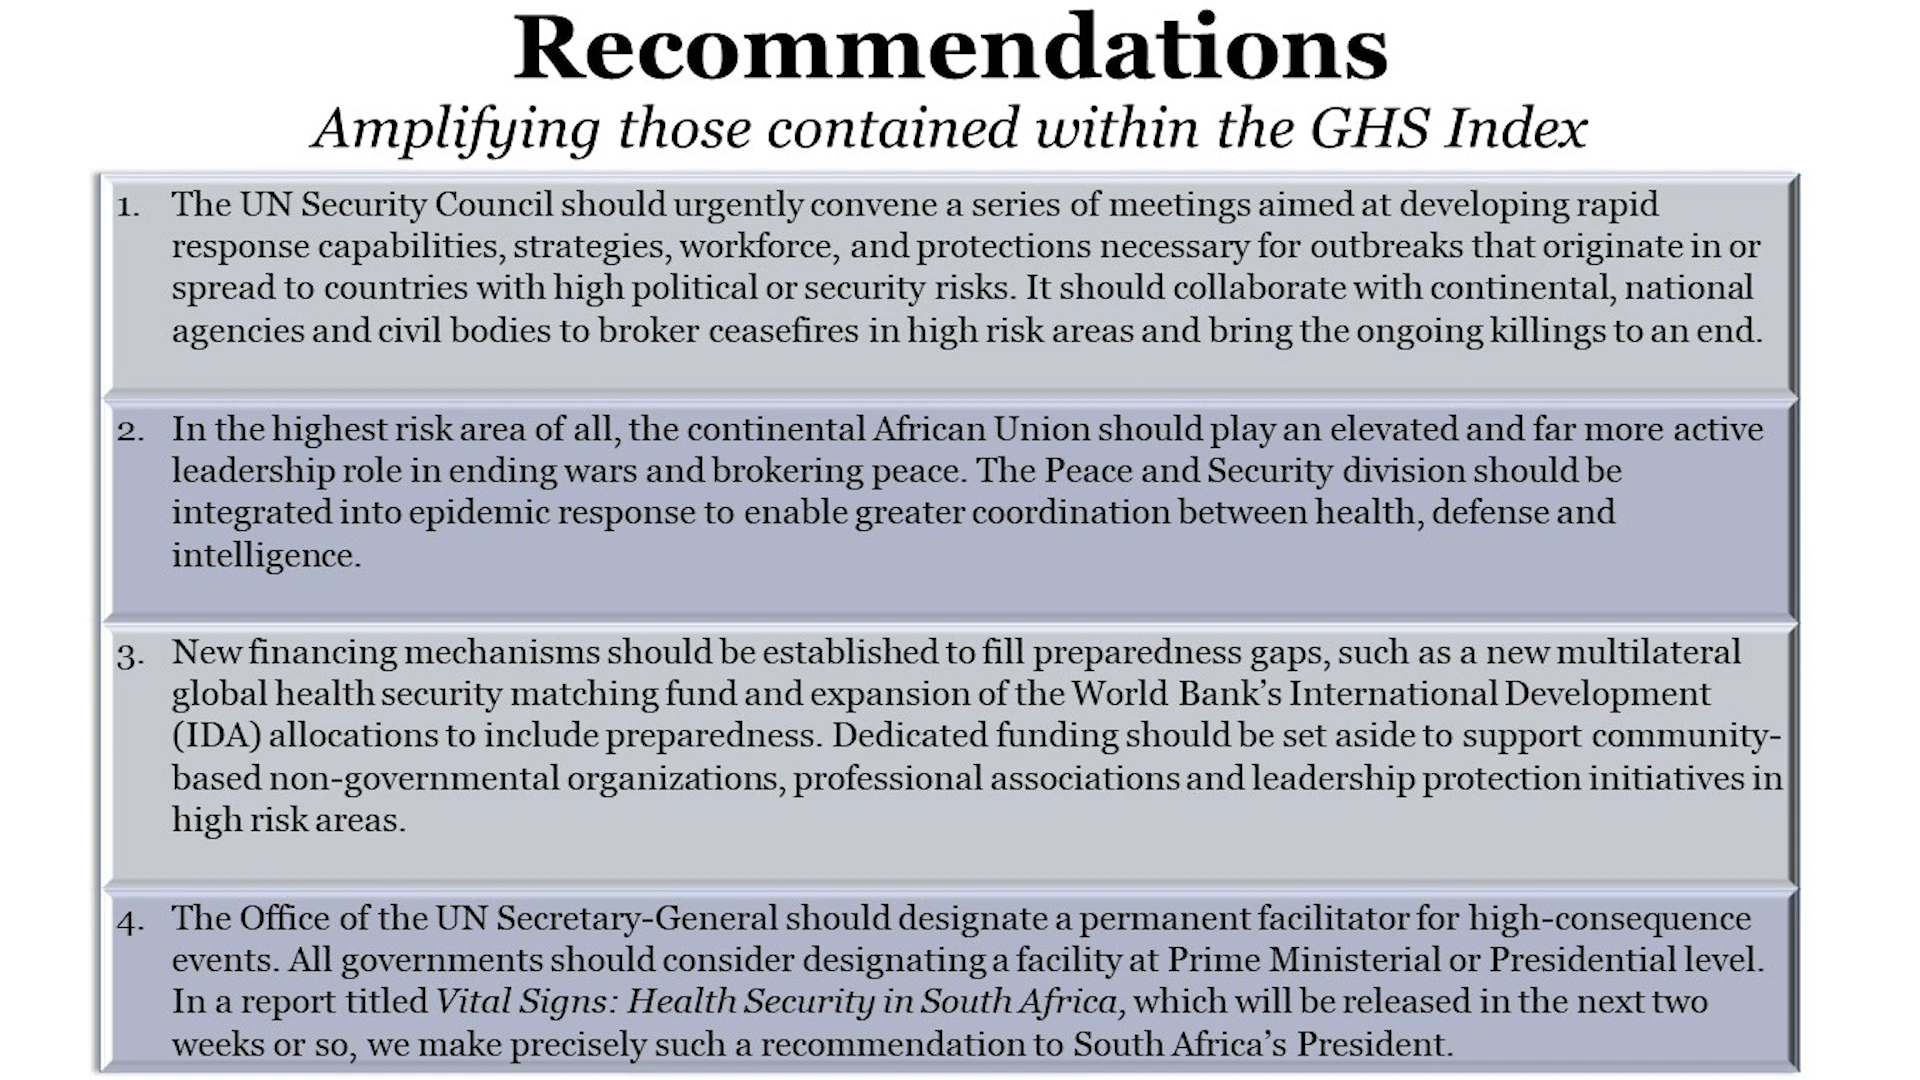 Recommendations
Amplifying those contained within the GHS Index
1. The UN Security Council should urgently convene a series of meetings aimed at developing rapid
response capabilities, strategies, workforce, and protections necessary for outbreaks that originate in or
spread to countries with high political or security risks. It should collaborate with continental, national
agencies and civil bodies to broker ceasefires in high risk areas and bring the ongoing killings to an end.
2. In the highest risk area of all, the continental African Union should play an elevated and far more active
leadership role in ending wars and brokering peace. The Peace and Security division should be
integrated into epidemic response to enable greater coordination between health, defense and
intelligence.
3. New financing mechanisms should be established to fill preparedness gaps, such as a new multilateral
global health security matching fund and expansion of the World Bank's International Development
(IDA) allocations to include preparedness. Dedicated funding should be set aside to support community-
based non-governmental organizations, professional associations and leadership protection initiatives in
high risk areas.
4. The Office of the UN Secretary-General should designate a permanent facilitator for high-consequence
events. All governments should consider designating a facility at Prime Ministerial or Presidential level.
In a report titled Vital Signs: Health Security in South Africa, which will be released in the next two
weeks or so, we make precisely such a recommendation to South Africa's President.